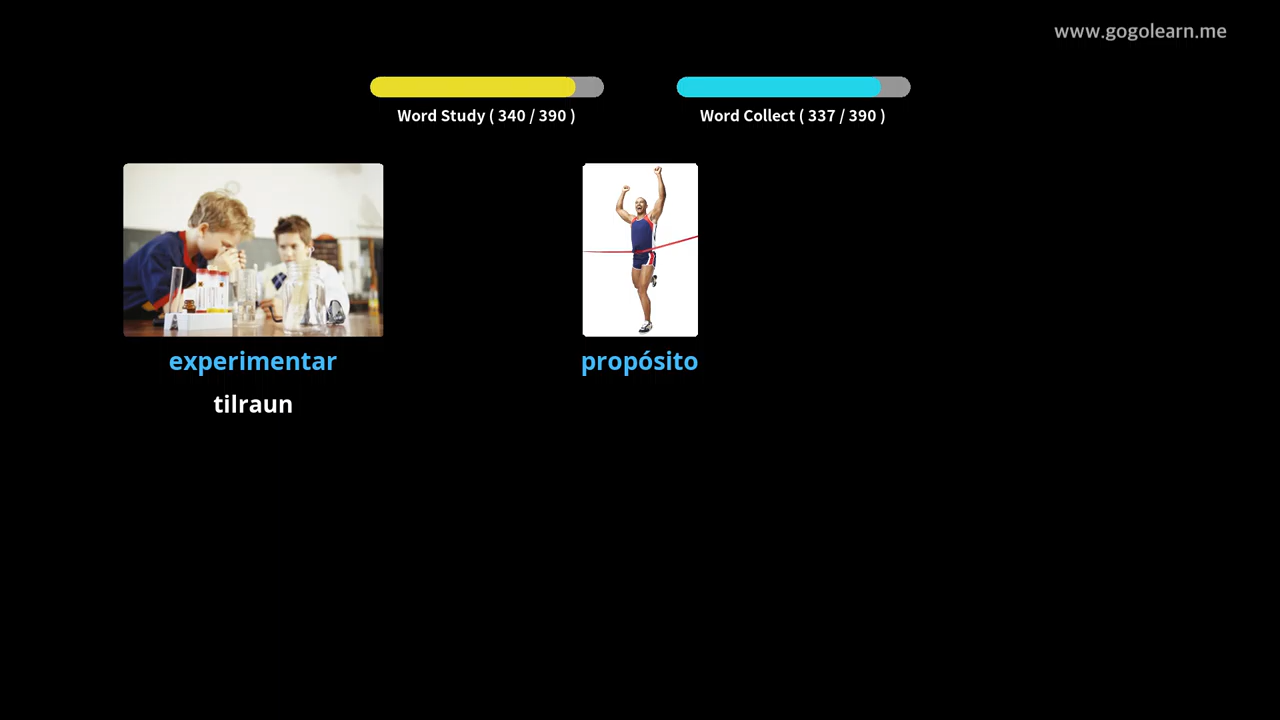 www.gogolearn.me
Word Study ( 340 / 390 )
Word Collect ( 337 / 390 )
experimentar
propósito
tilraun